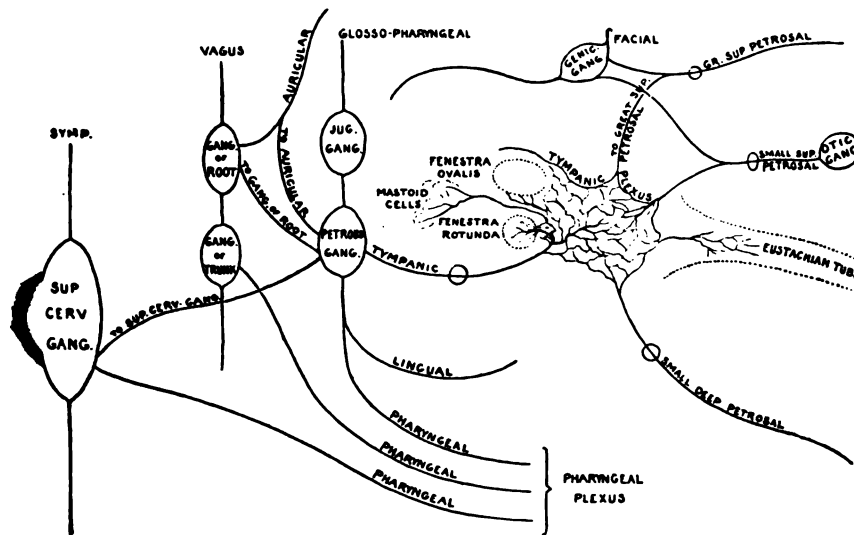 GLOSSO-PHARYNGEAL
FACIAL
GENIC.
GANG.
GR. SUP PETROSAL
VAGUS
AURICULAR
SYMP.
GANG.
OF
ROOT
TO AURICULAR
JUG.
GANG.
TO GREAT SUP.
PETROSAL
FENESTRA
OVALIS
TYMPANIC
PLEXUS
SMALL SUP.
PETROSAL
OTIC
GANG.
MASTOID
CELLS
FENESTRA
ROTUNDA
TO GANG. OF ROOT
GANG.
OF
TRUNK
PETROUS
GANG.
TYMPANIC
EUSTACHIAN TUB
SUP
CERV
GANG.
TO SUP. CERV. GANG.
LINGUAL
SMALL DEEP PETROSAL
PHARYNGEAL
PHARYNGEAL
PHARYNGEAL
PHARYNGEAL
PLEXUS